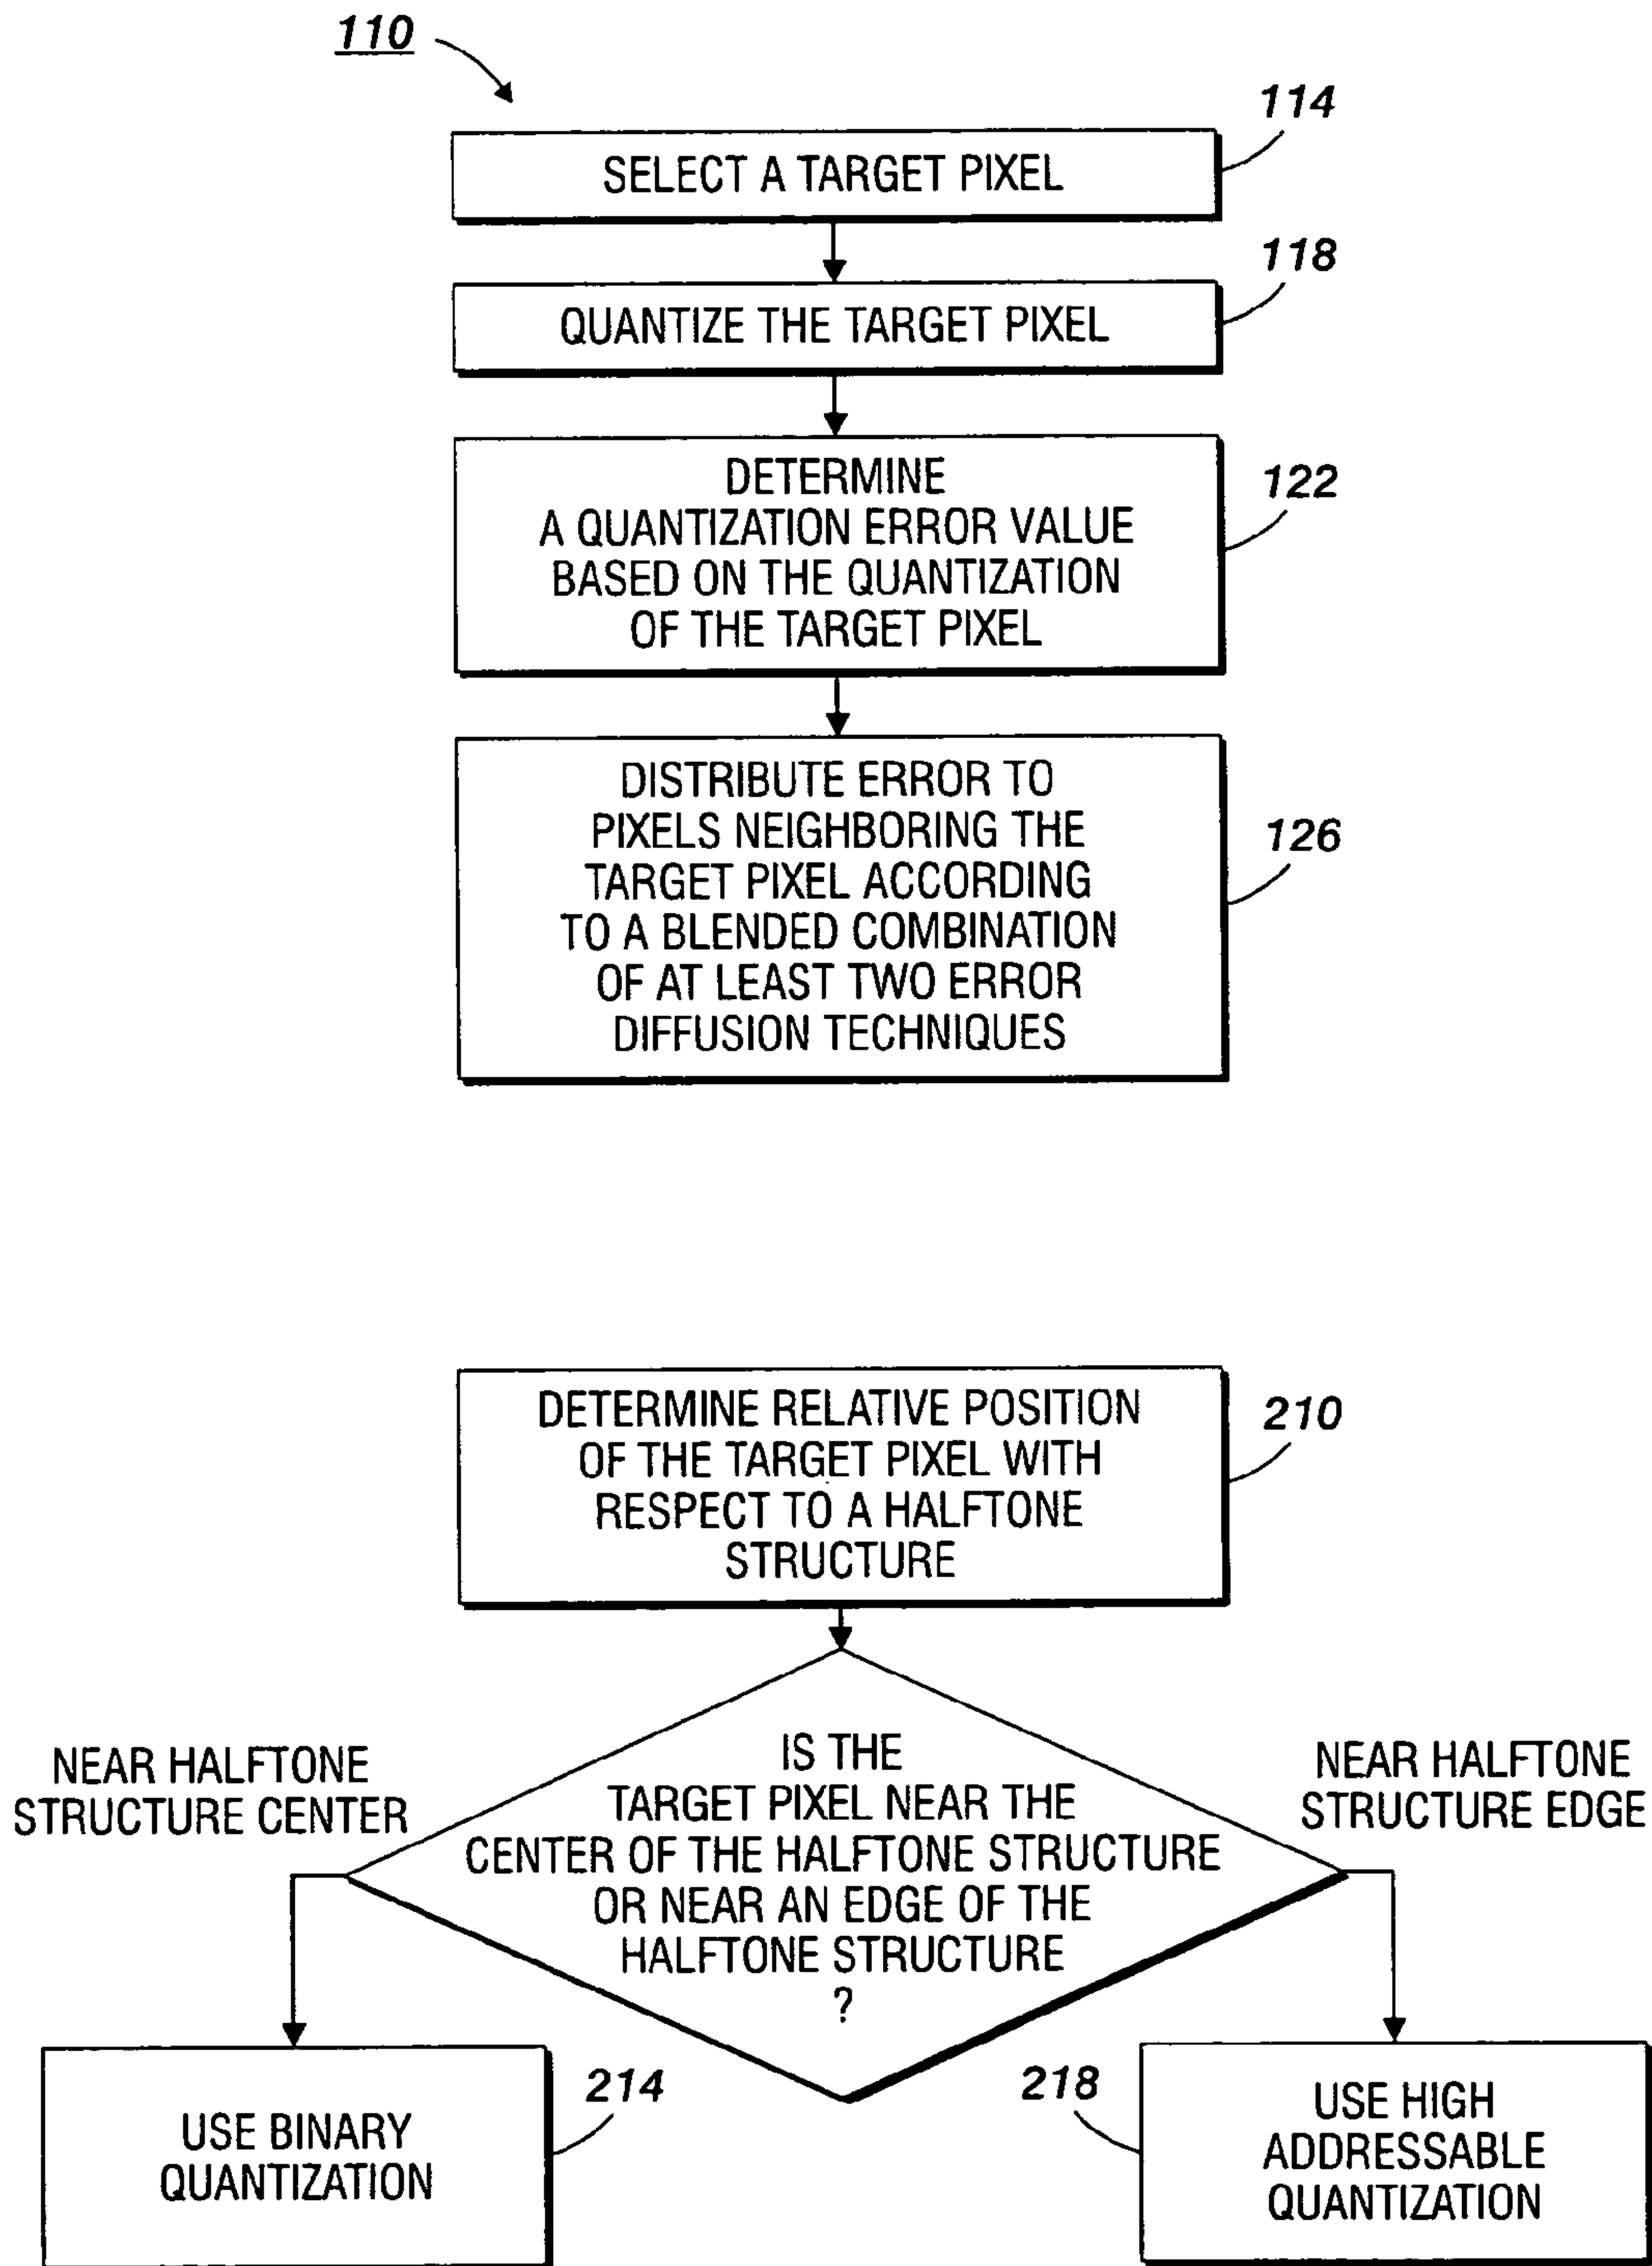 110
114
SELECT A TARGET PIXEL
118
QUANTIZE THE TARGET PIXEL
122
DETERMINE
A QUANTIZATION ERROR VALUE
BASED ON THE QUANTIZATION
OF THE TARGET PIXEL
126
DISTRIBUTE ERROR TO
PIXELS NEIGHBORING THE
TARGET PIXEL ACCORDING
TO A BLENDED COMBINATION
OF AT LEAST TWO ERROR
DIFFUSION TECHNIQUES
210
DETERMINE RELATIVE POSITION
OF THE TARGET PIXEL WITH
RESPECT TO A HALFTONE
STRUCTURE
NEAR HALFTONE
STRUCTURE CENTER
IS THE
TARGET PIXEL NEAR THE
CENTER OF THE HALFTONE STRUCTURE
OR NEAR AN EDGE OF THE
HALFTONE STRUCTURE
?
NEAR HALFTONE
STRUCTURE EDGE
214
USE BINARY
QUANTIZATION
218
USE HIGH
ADDRESSABLE
QUANTIZATION